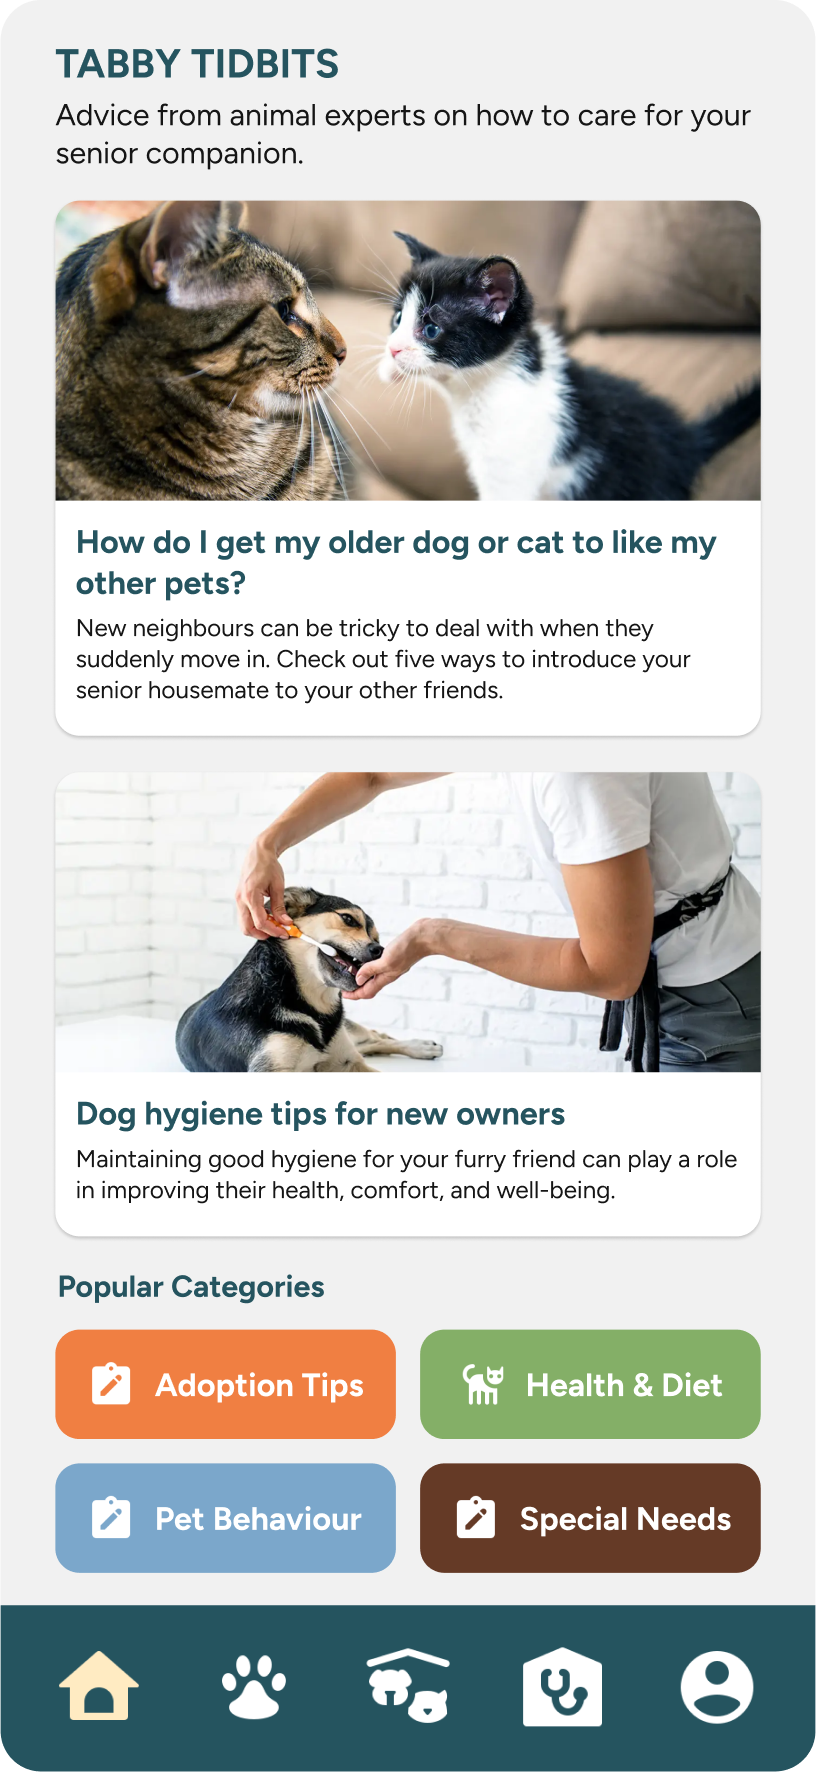 TABBY TIDBITS
Advice from animal experts on how to care for your
senior companion.
How do I get my older dog or cat to like my
other pets?
New neighbours can be tricky to deal with when they
suddenly move in. Check out five ways to introduce your
senior housemate to your other friends.
Dog hygiene tips for new owners
Maintaining good hygiene for your furry friend can play a role
in improving their health, comfort, and well-being.
Popular Categories
Adoption Tips
Health & Diet
Pet Behaviour
Special Needs